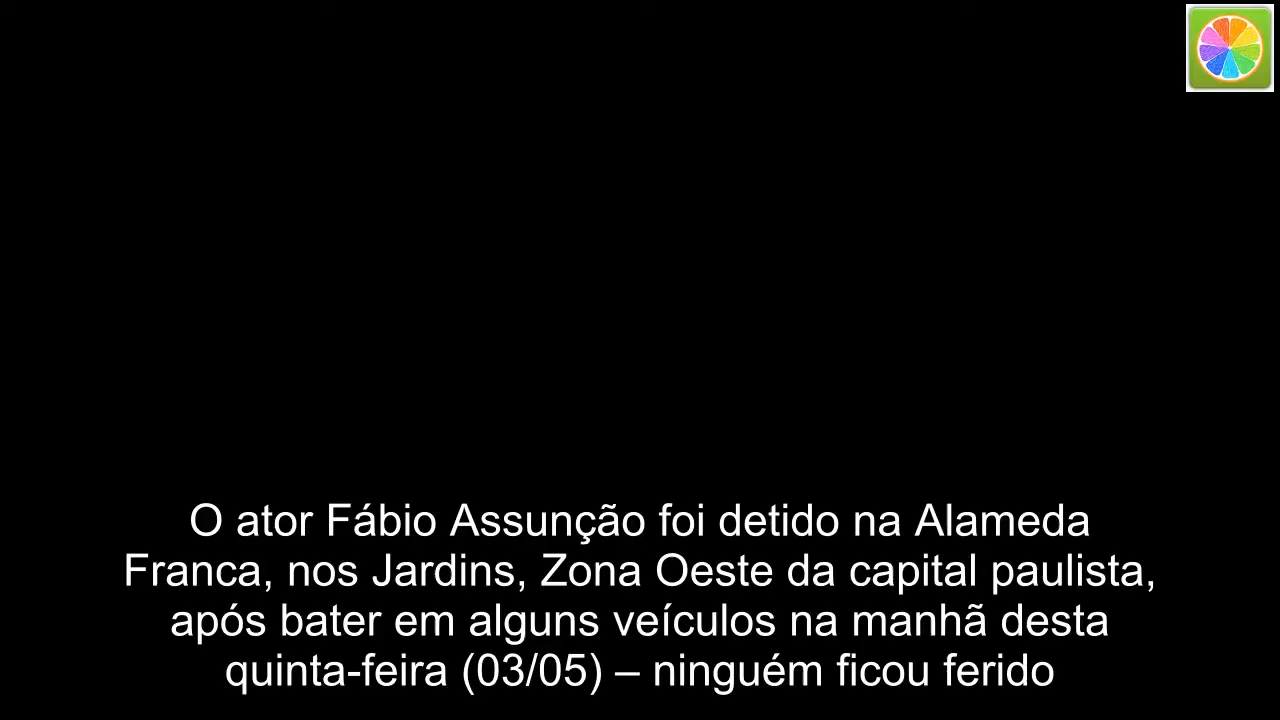 O ator Fábio Assunção foi detido na Alameda
Franca, nos Jardins, Zona Oeste da capital paulista,
após bater em alguns veículos na manhã desta
quinta-feira (03/05) – ninguém ficou ferido